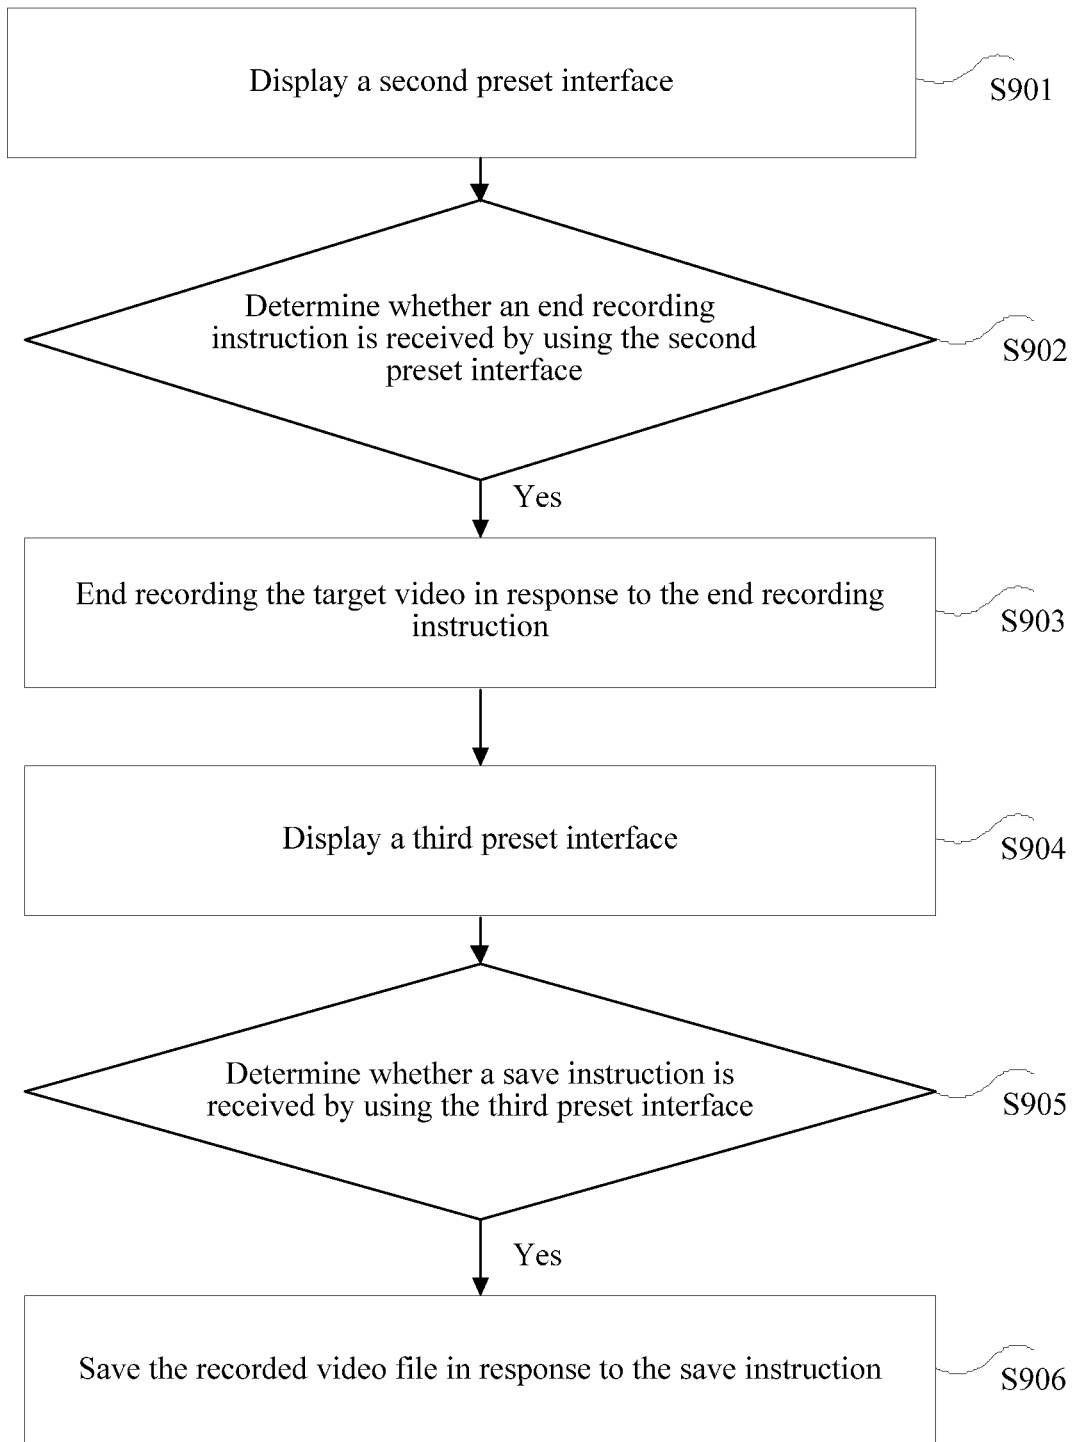 Display a second preset interface
S901
Determine whether an end recording
instruction is received by using the second
preset interface
S902
Yes
End recording the target video in response to the end recording
instruction
S903
Display a third preset interface
S904
Determine whether a save instruction is
received by using the third preset interface
S905
Yes
Save the recorded video file in response to the save instruction
S906